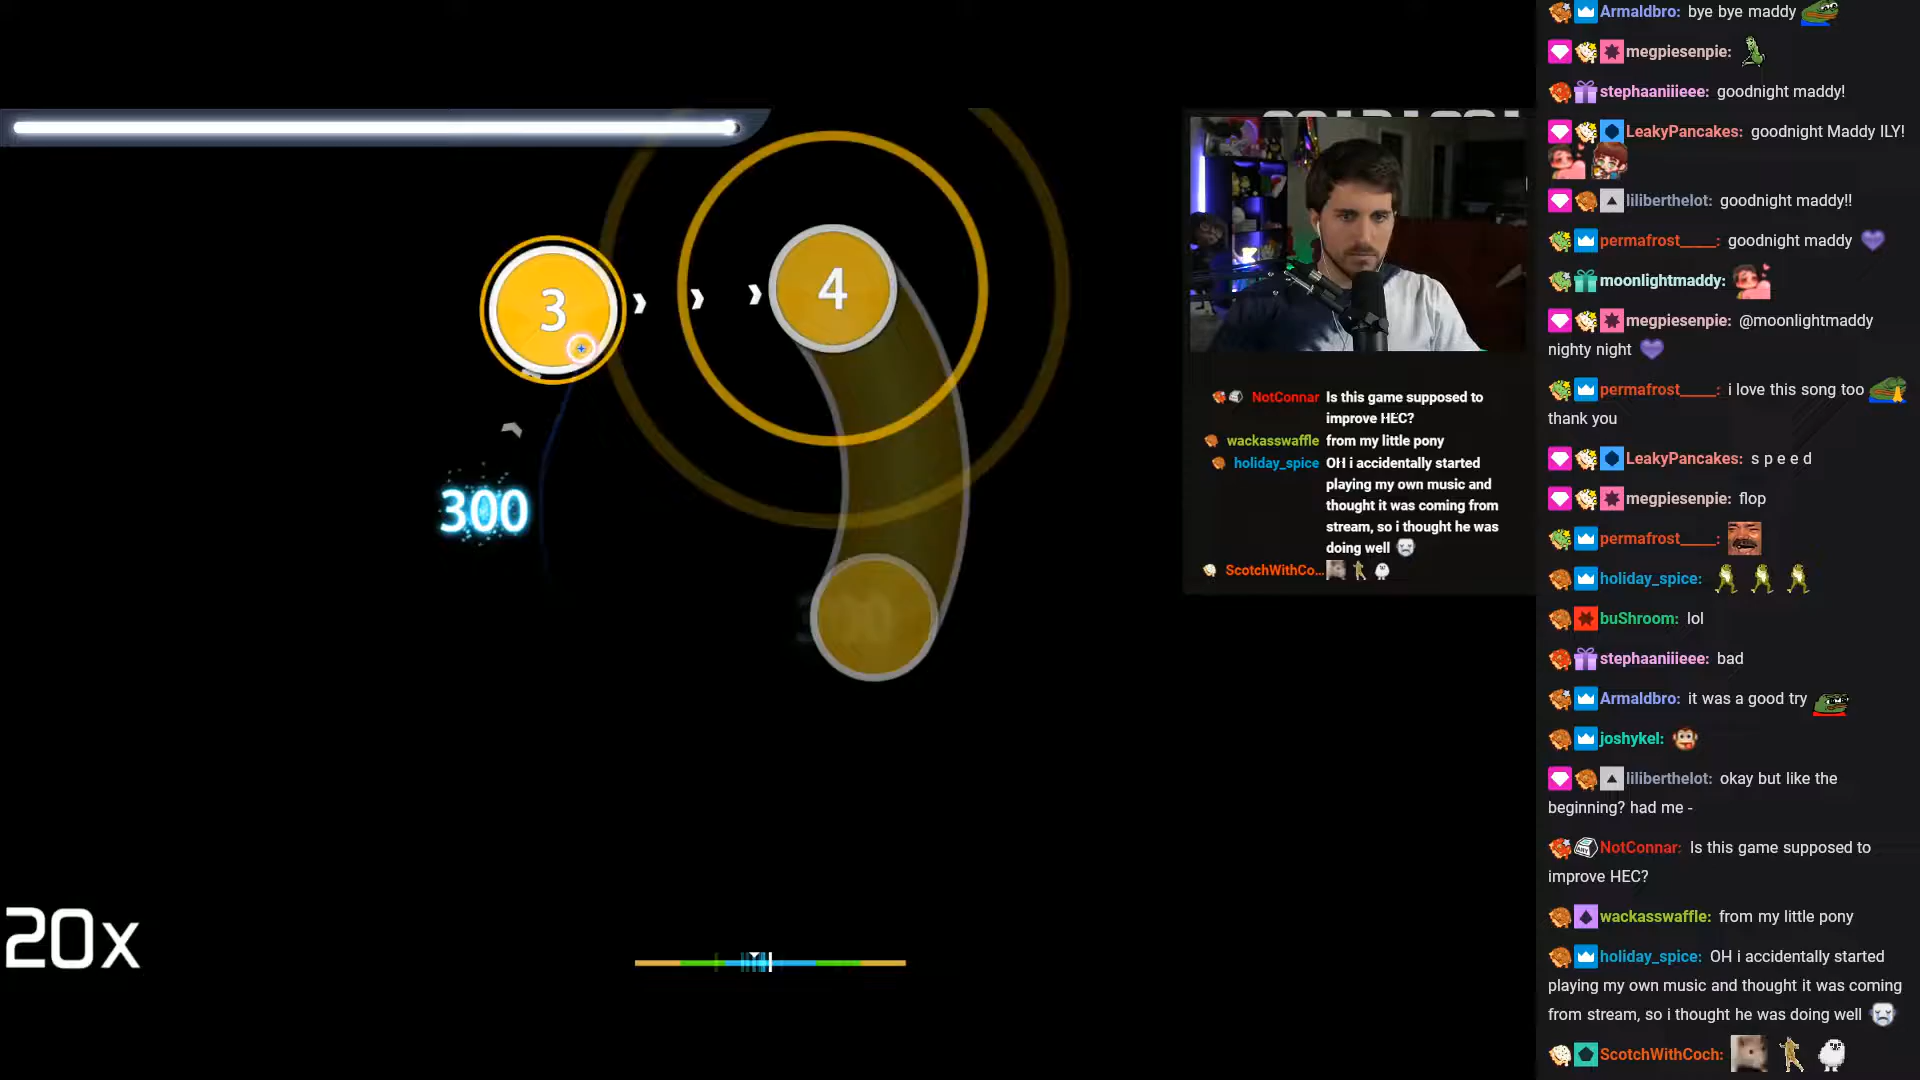 3
4
300
20x
NotConnar Is this game supposed to
improve HEC?
wackasswaffle from my little pony
holiday_spice OH i accidentally started
playing my own music and
thought it was coming from
stream, so i thought he was
doing well
ScotchWithCo...
Armaldbro: bye bye maddy
megpiesenpie:
stephaaniiieee: goodnight maddy!
LeakyPancakes: goodnight Maddy ILY!
liliberthelot: goodnight maddy!!
permafrost_____: goodnight maddy
moonlightmaddy:
megpiesenpie: @moonlightmaddy
nighty night
permafrost_____: i love this song too
thank you
LeakyPancakes: s p e e d
megpiesenpie: flop
permafrost_____:
holiday_spice:
buShroom: lol
stephaaniiieee: bad
Armaldbro: it was a good try
joshykel:
liliberthelot: okay but like the
beginning? had me -
NotConnar: Is this game supposed to
improve HEC?
wackasswaffle: from my little pony
holiday_spice: OH i accidentally started
playing my own music and thought it was coming
from stream, so i thought he was doing well
ScotchWithCoch: